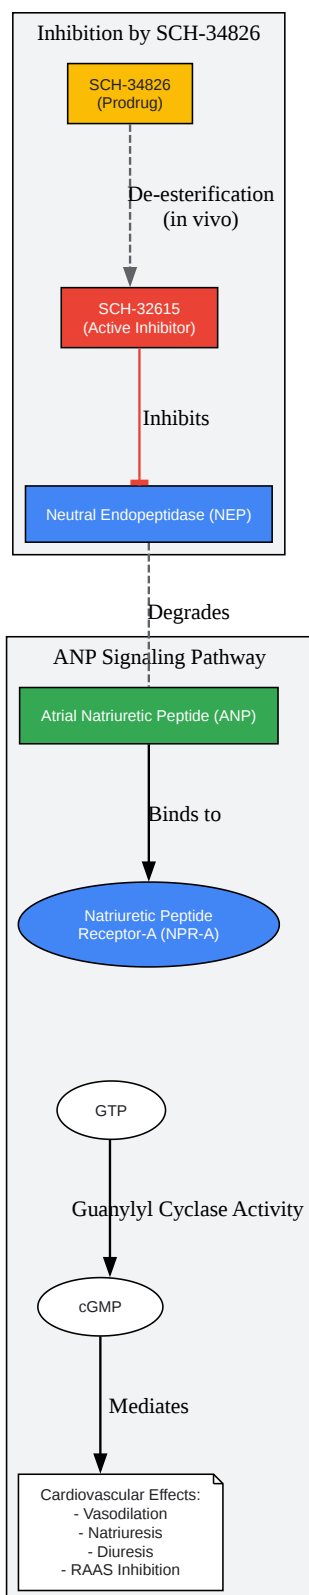 Inhibition by SCH-34826
SCH-34826
(Prodrug)
De-esterification
(in vivo)
SCH-32615
(Active Inhibitor)
Inhibits
Neutral Endopeptidase (NEP)
Degrades
ANP Signaling Pathway
Atrial Natriuretic Peptide (ANP)
Binds to
Natriuretic Peptide
Receptor-A (NPR-A)
GTP
Guanylyl Cyclase Activity
cGMP
Mediates
Cardiovascular Effects:
- Vasodilation
- Natriuresis
- Diuresis
- RAAS Inhibition